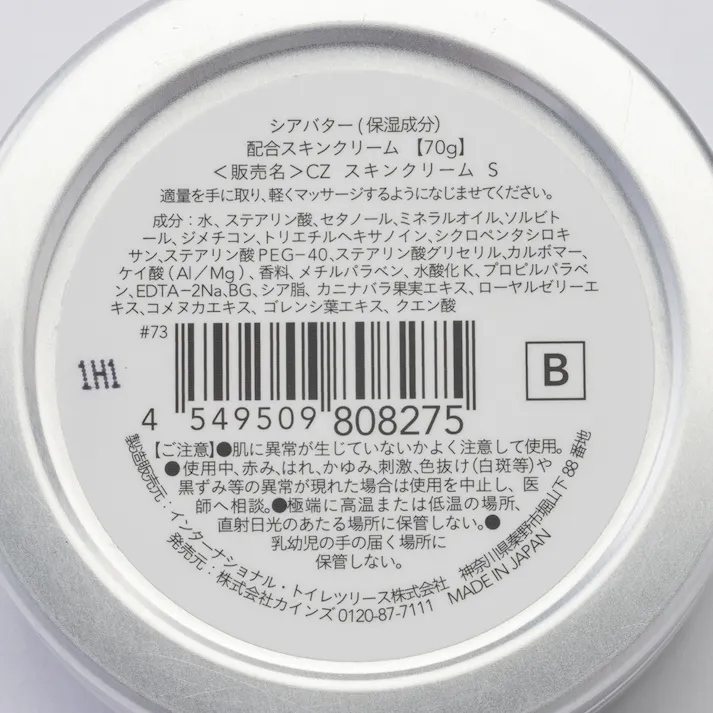 シアバター(保湿成分)
配合スキンクリーム【70g】
＜販売名＞CZ スキンクリーム S
適量を手に取り、軽くマッサージするようになじませてください。
成分：水、ステアリン酸、セタノール、ミネラルオイル、ソルビト
ール、ジメチコン、トリエチルヘキサノイン、シクロペンタシロキ
サン、ステアリン酸PEG-40、ステアリン酸グリセリル、カルボマー、
ケイ酸(Al/Mg)、香料、メチルパラベン、水酸化K、プロピルパラベ
ン、EDTA-2Na、BG、シア脂、カニナバラ果実エキス、ローヤルゼリーエ
キス、コメヌカエキス、ゴレンシ葉エキス、クエン酸
#73
1H1
B
4 549509 808275
【ご注意】●肌に異常が生じていないかよく注意して使用。
●使用中、赤み、はれ、かゆみ、刺激、色抜け(白斑等)や
黒ずみ等の異常が現れた場合は使用を中止し、医
師へ相談。●極端に高温または低温の場所、
直射日光のあたる場所に保管しない。●
乳幼児の手の届く場所に
保管しない。
製造販売元：インターナショナル・トイレツリース株式会社 神奈川県秦野市堀山下88番地
発売元：株式会社カインズ 0120-87-7111 MADE IN JAPAN